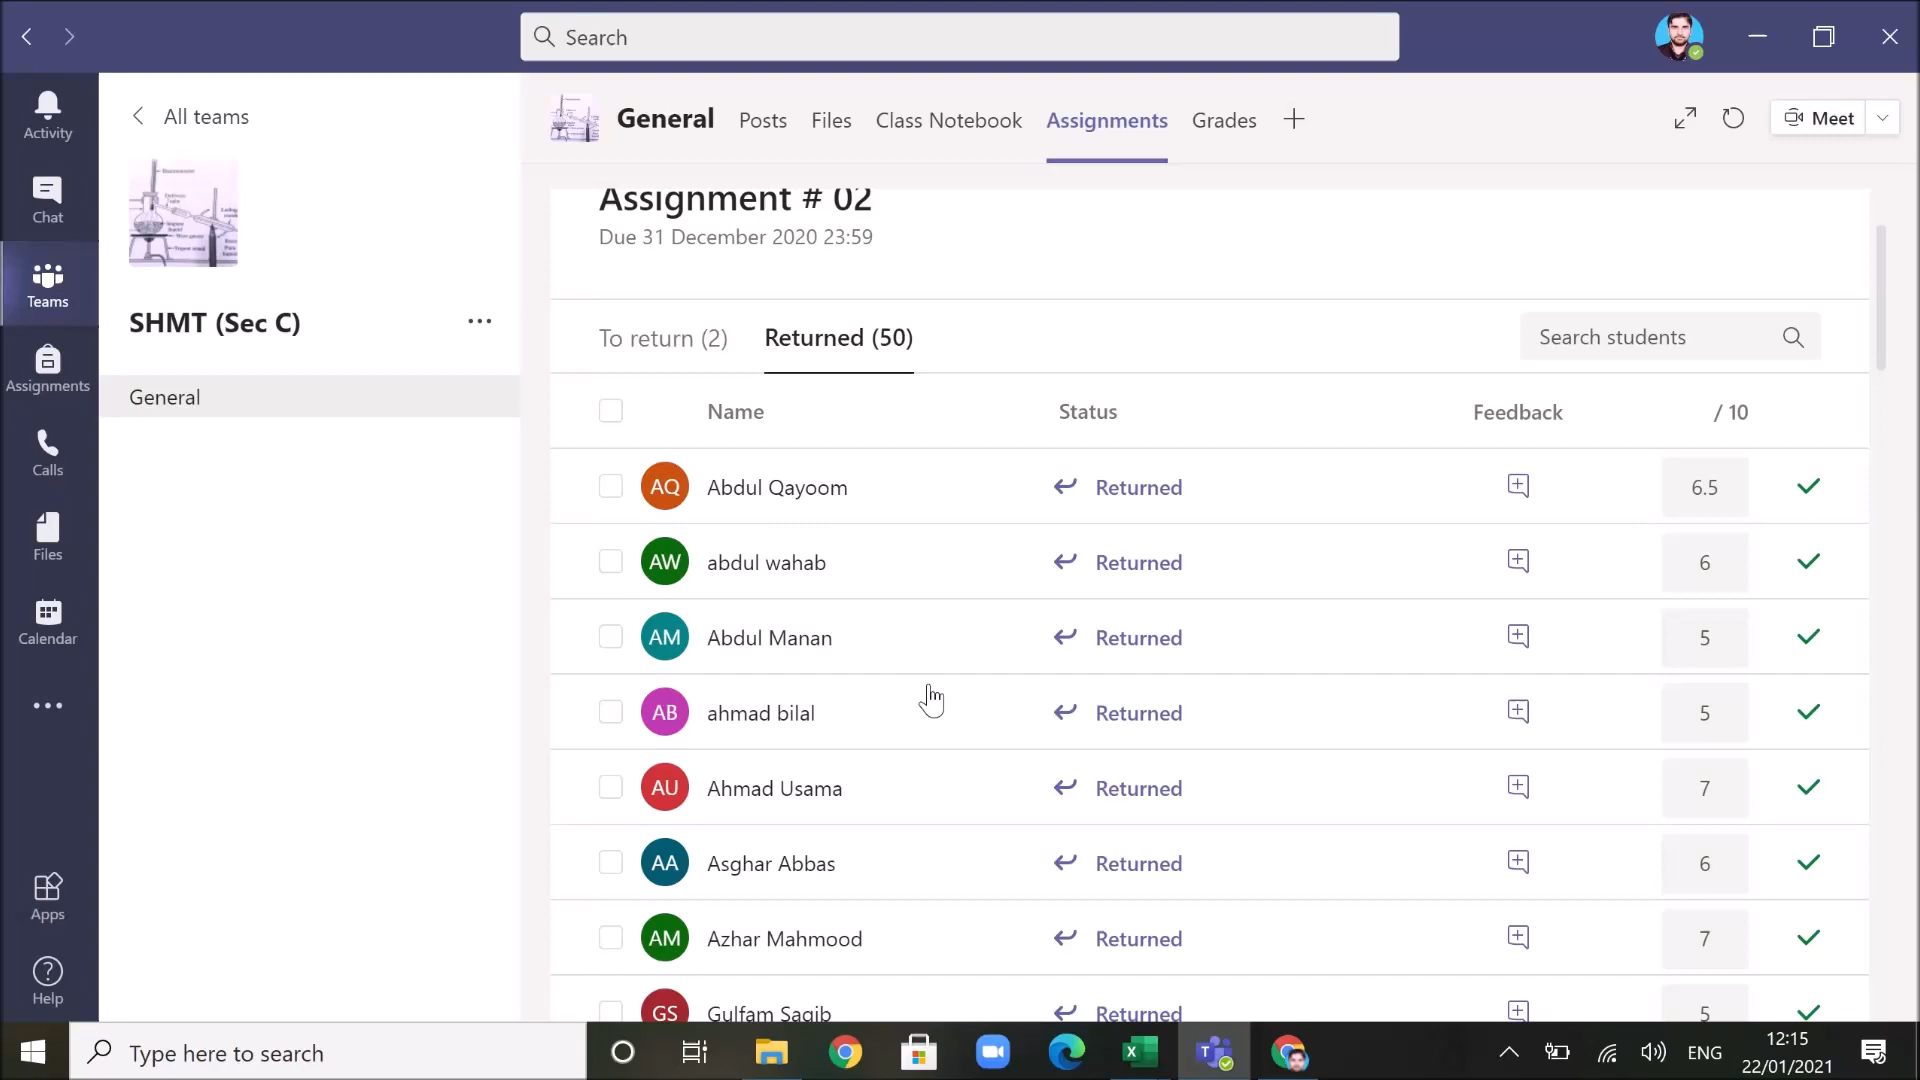 Search
Activity
Chat
Teams
Assignments
Calls
Files
Calendar
Apps
Help
All teams
SHMT (Sec C)
General
General
Posts
Files
Class Notebook
Assignments
Grades
Meet
Assignment # 02
Due 31 December 2020 23:59
To return (2)
Returned (50)
Search students
Name
Status
Feedback
/ 10
AQ
Abdul Qayoom
Returned
6.5
AW
abdul wahab
Returned
6
AM
Abdul Manan
Returned
5
AB
ahmad bilal
Returned
5
AU
Ahmad Usama
Returned
7
AA
Asghar Abbas
Returned
6
AM
Azhar Mahmood
Returned
7
GS
Gulfam Saqib
Returned
5
Type here to search
ENG
12:15
22/01/2021